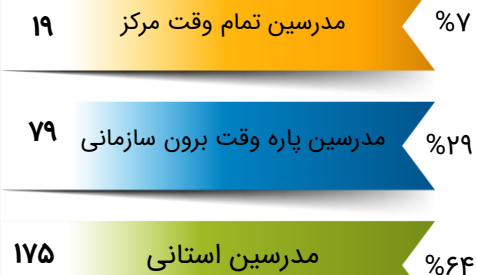 %۷ مدرسین تمام وقت مرکز ۱۹
%۲۹ مدرسین پاره وقت برون سازمانی ۷۹
%۶۴ مدرسین استانی ۱۷۵